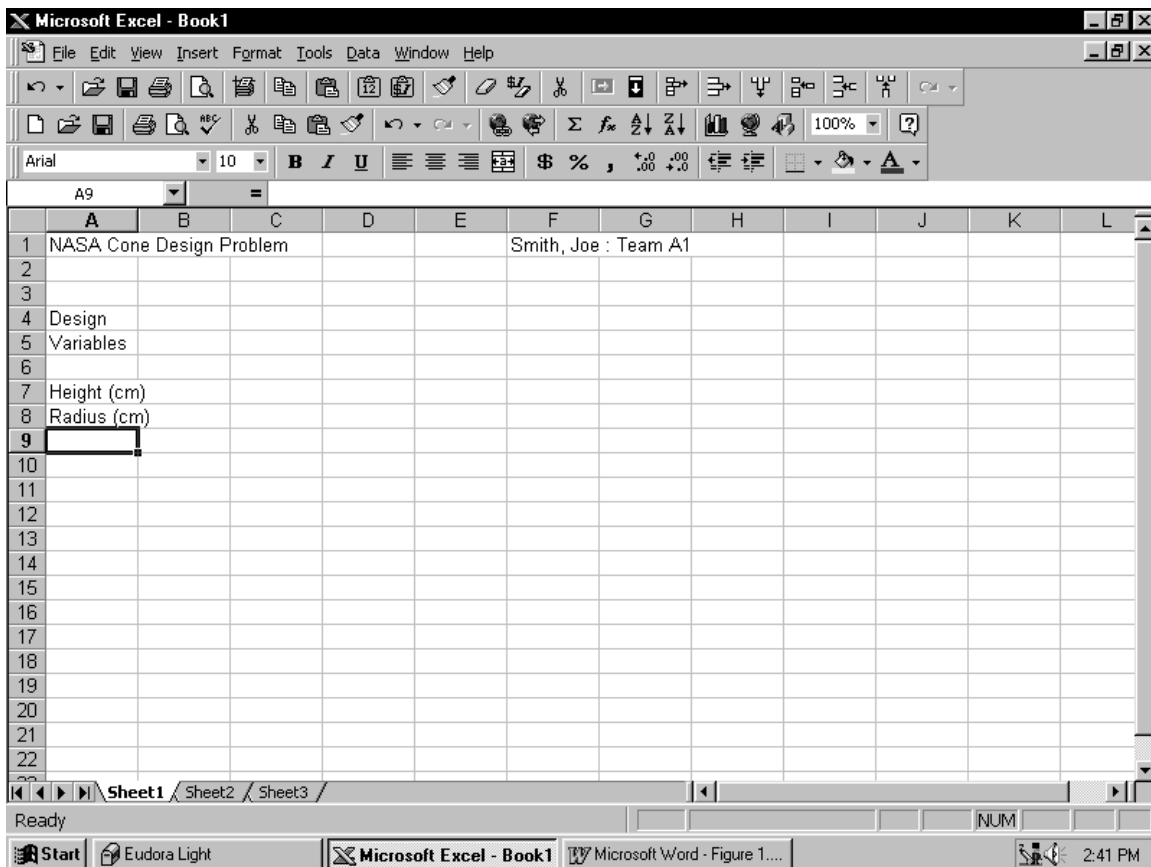 Microsoft Excel - Book1
File Edit View Insert Format Tools Data Window Help
100%
Arial 10 B I U $ % ,
A9 =
A B C D E F G H I J K L
1 NASA Cone Design Problem Smith, Joe : Team A1
2
3
4 Design
5 Variables
6
7 Height (cm)
8 Radius (cm)
9
10
11
12
13
14
15
16
17
18
19
20
21
22
Sheet1 Sheet2 Sheet3
Ready NUM
Start Eudora Light Microsoft Excel - Book1 Microsoft Word - Figure 1.... 2:41 PM